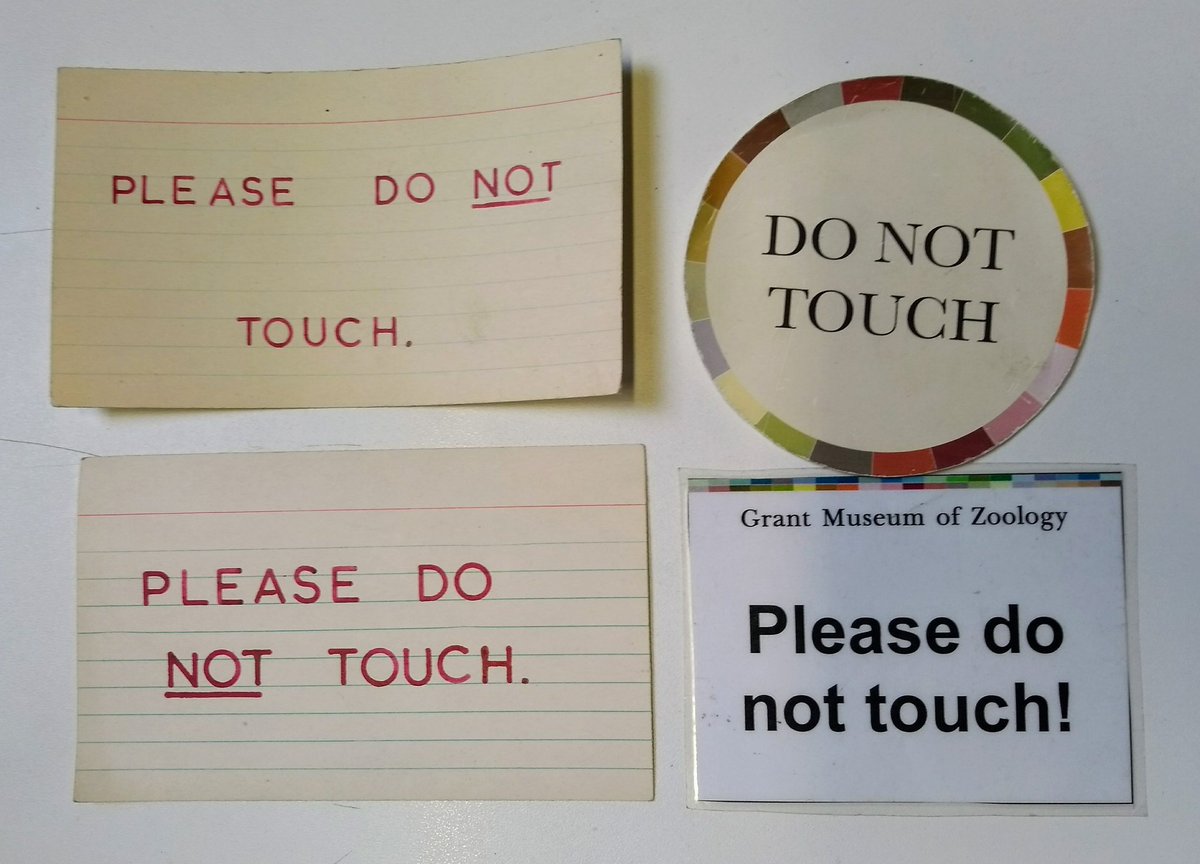 PLEASE DO NOT
TOUCH.
DO NOT
TOUCH
PLEASE DO
NOT TOUCH.
Grant Museum of Zoology
Please do
not touch!